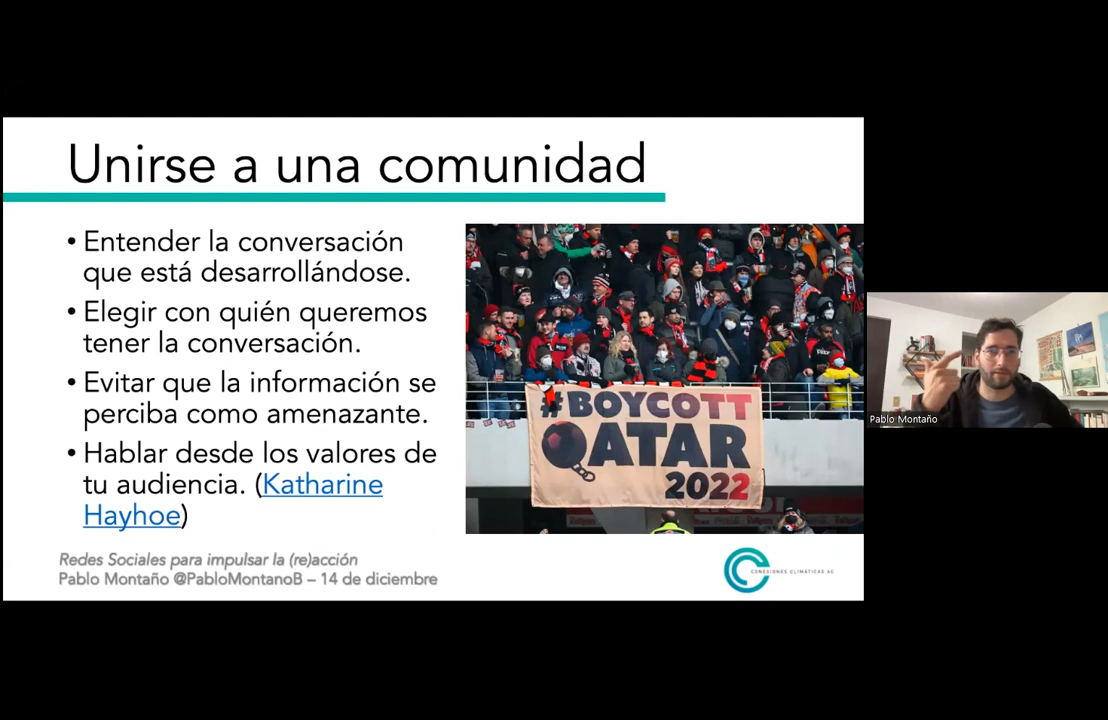 Unirse a una comunidad
• Entender la conversación
que está desarrollándose.
• Elegir con quién queremos
tener la conversación.
• Evitar que la información se
perciba como amenazante.
• Hablar desde los valores de
tu audiencia. (Katharine
Hayhoe)
#BOYCOTT
QATAR
2022
Redes Sociales para impulsar la (re)acción
Pablo Montaño @PabloMontanoB – 14 de diciembre
CONEXIONES CLIMÁTICAS AC
Pablo Montaño